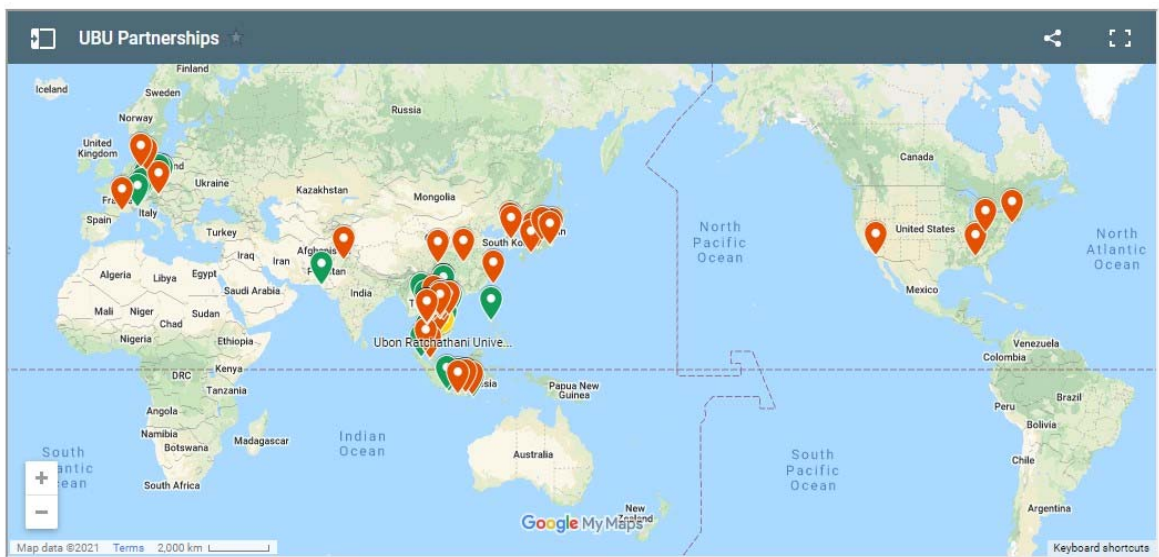 UBU Partnerships
Finland
Iceland
Sweden
Russia
Norway
United
Kingdom
Canada
Ukraine
Kazakhstan
Mongolia
Italy
Spain
Turkey
South Ko
United States
North
Pacific
Ocean
North
Atlantic
Ocean
Afghanis
Iraq
Iran
Algeria
Libya
Egypt
Saudi Arabia
India
Mexico
Mali
Niger
Sudan
Chad
Nigeria
Ethiopia
Ubon Ratchathani Unive...
Venezuela
Colombia
DRC
Kenya
Tanzania
Papua New
Guinea
Brazil
Peru
Angola
Bolivia
Namibia
Botswana
Madagascar
Indian
Ocean
Australia
South
Pacific
Ocean
South
antic
ean
Chile
South Africa
New
Zealand
Argentina
Google My Maps
Map data ©2021
Terms
2,000 km
Keyboard shortcuts